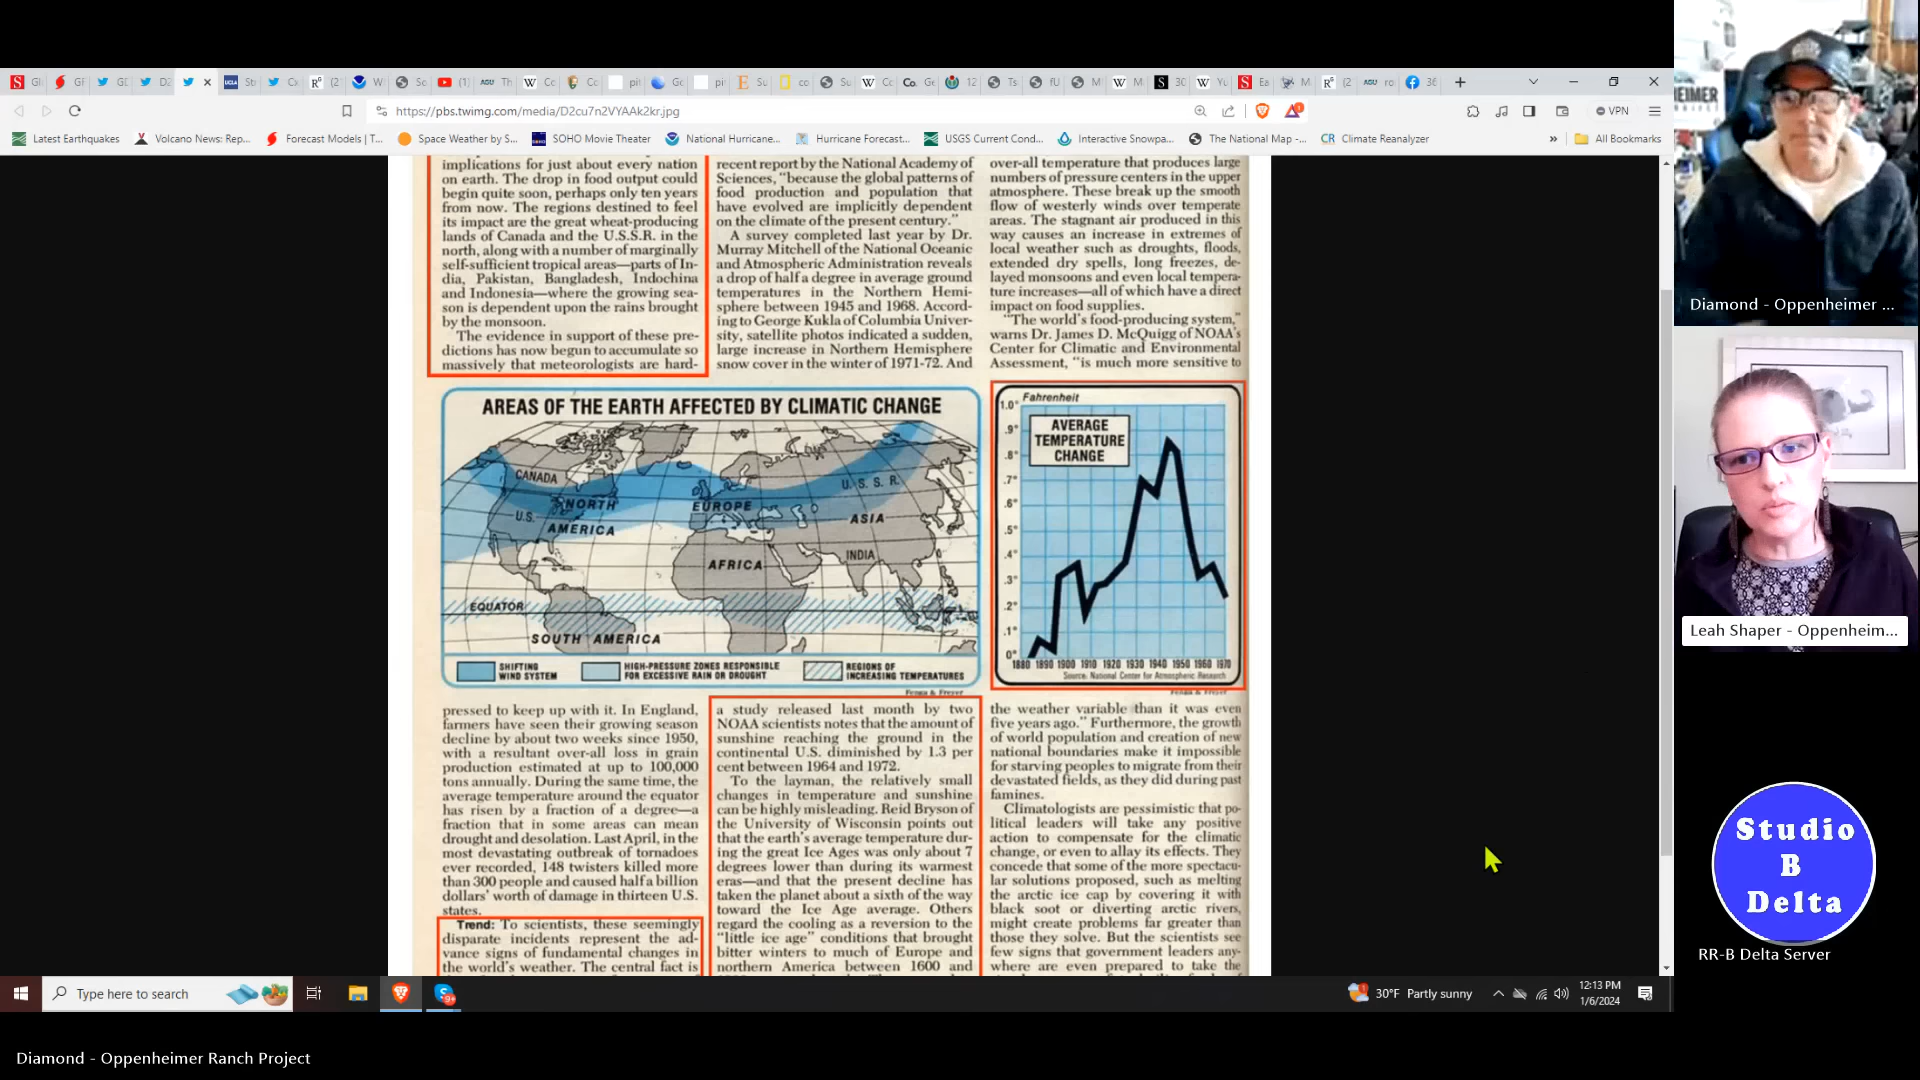 https://pbs.twimg.com/media/D2cu7n2VYAAk2kr.jpg
VPN
Latest Earthquakes
Volcano News: Rep...
Forecast Models | T...
Space Weather by S...
SOHO Movie Theater
National Hurricane...
Hurricane Forecast...
USGS Current Cond...
Interactive Snowpa...
The National Map -...
CR Climate Reanalyzer
All Bookmarks
implications for just about every nation
on earth. The drop in food output could
begin quite soon, perhaps only ten years
from now. The regions destined to feel
its impact are the great wheat-producing
lands of Canada and the U.S.S.R. in the
north, along with a number of marginally
self-sufficient tropical areas—parts of In-
dia, Pakistan, Bangladesh, Indochina
and Indonesia—where the growing sea-
son is dependent upon the rains brought
by the monsoon.
The evidence in support of these pre-
dictions has now begun to accumulate so
massively that meteorologists are hard-
recent report by the National Academy of
Sciences, "because the global patterns of
food production and population that
have evolved are implicitly dependent
on the climate of the present century."
A survey completed last year by Dr.
Murray Mitchell of the National Oceanic
and Atmospheric Administration reveals
a drop of half a degree in average ground
temperatures in the Northern Hemi-
sphere between 1945 and 1968. Accord-
ing to George Kukla of Columbia Univer-
sity, satellite photos indicated a sudden,
large increase in Northern Hemisphere
snow cover in the winter of 1971-72. And
over-all temperature that produces large
numbers of pressure centers in the upper
atmosphere. These break up the smooth
flow of westerly winds over temperate
areas. The stagnant air produced in this
way causes an increase in extremes of
local weather such as droughts, floods,
extended dry spells, long freezes, de-
layed monsoons and even local tempera-
ture increases—all of which have a direct
impact on food supplies.
"The world's food-producing system,"
warns Dr. James D. McQuigg of NOAA's
Center for Climatic and Environmental
Assessment, "is much more sensitive to
AREAS OF THE EARTH AFFECTED BY CLIMATIC CHANGE
CANADA
U.S.
NORTH
AMERICA
EUROPE
U.S.S.R.
ASIA
INDIA
AFRICA
EQUATOR
SOUTH AMERICA
SHIFTING
WIND SYSTEM
HIGH-PRESSURE ZONES RESPONSIBLE
FOR EXCESSIVE RAIN OR DROUGHT
REGIONS OF
INCREASING TEMPERATURES
Fenga & Freyer
Fahrenheit
AVERAGE
TEMPERATURE
CHANGE
1.0°
.9°
.8°
.7°
.6°
.5°
.4°
.3°
.2°
.1°
0°
1880 1890 1900 1910 1920 1930 1940 1950 1960 1970
Source: National Center for Atmospheric Research
Fenga & Freyer
pressed to keep up with it. In England,
farmers have seen their growing season
decline by about two weeks since 1950,
with a resultant over-all loss in grain
production estimated at up to 100,000
tons annually. During the same time, the
average temperature around the equator
has risen by a fraction of a degree—a
fraction that in some areas can mean
drought and desolation. Last April, in the
most devastating outbreak of tornadoes
ever recorded, 148 twisters killed more
than 300 people and caused half a billion
dollars' worth of damage in thirteen U.S.
states.
Trend: To scientists, these seemingly
disparate incidents represent the ad-
vance signs of fundamental changes in
the world's weather. The central fact is
a study released last month by two
NOAA scientists notes that the amount of
sunshine reaching the ground in the
continental U.S. diminished by 1.3 per
cent between 1964 and 1972.
To the layman, the relatively small
changes in temperature and sunshine
can be highly misleading. Reid Bryson of
the University of Wisconsin points out
that the earth's average temperature dur-
ing the great Ice Ages was only about 7
degrees lower than during its warmest
eras—and that the present decline has
taken the planet about a sixth of the way
toward the Ice Age average. Others
regard the cooling as a reversion to the
"little ice age" conditions that brought
bitter winters to much of Europe and
northern America between 1600 and
the weather variable than it was even
five years ago." Furthermore, the growth
of world population and creation of new
national boundaries make it impossible
for starving peoples to migrate from their
devastated fields, as they did during past
famines.
Climatologists are pessimistic that po-
litical leaders will take any positive
action to compensate for the climatic
change, or even to allay its effects. They
concede that some of the more spectacu-
lar solutions proposed, such as melting
the arctic ice cap by covering it with
black soot or diverting arctic rivers,
might create problems far greater than
those they solve. But the scientists see
few signs that government leaders any-
where are even prepared to take the
Type here to search
30°F Partly sunny
12:13 PM
1/6/2024
Diamond - Oppenheimer ...
Leah Shaper - Oppenheim...
Studio
B
Delta
RR-B Delta Server
Diamond - Oppenheimer Ranch Project